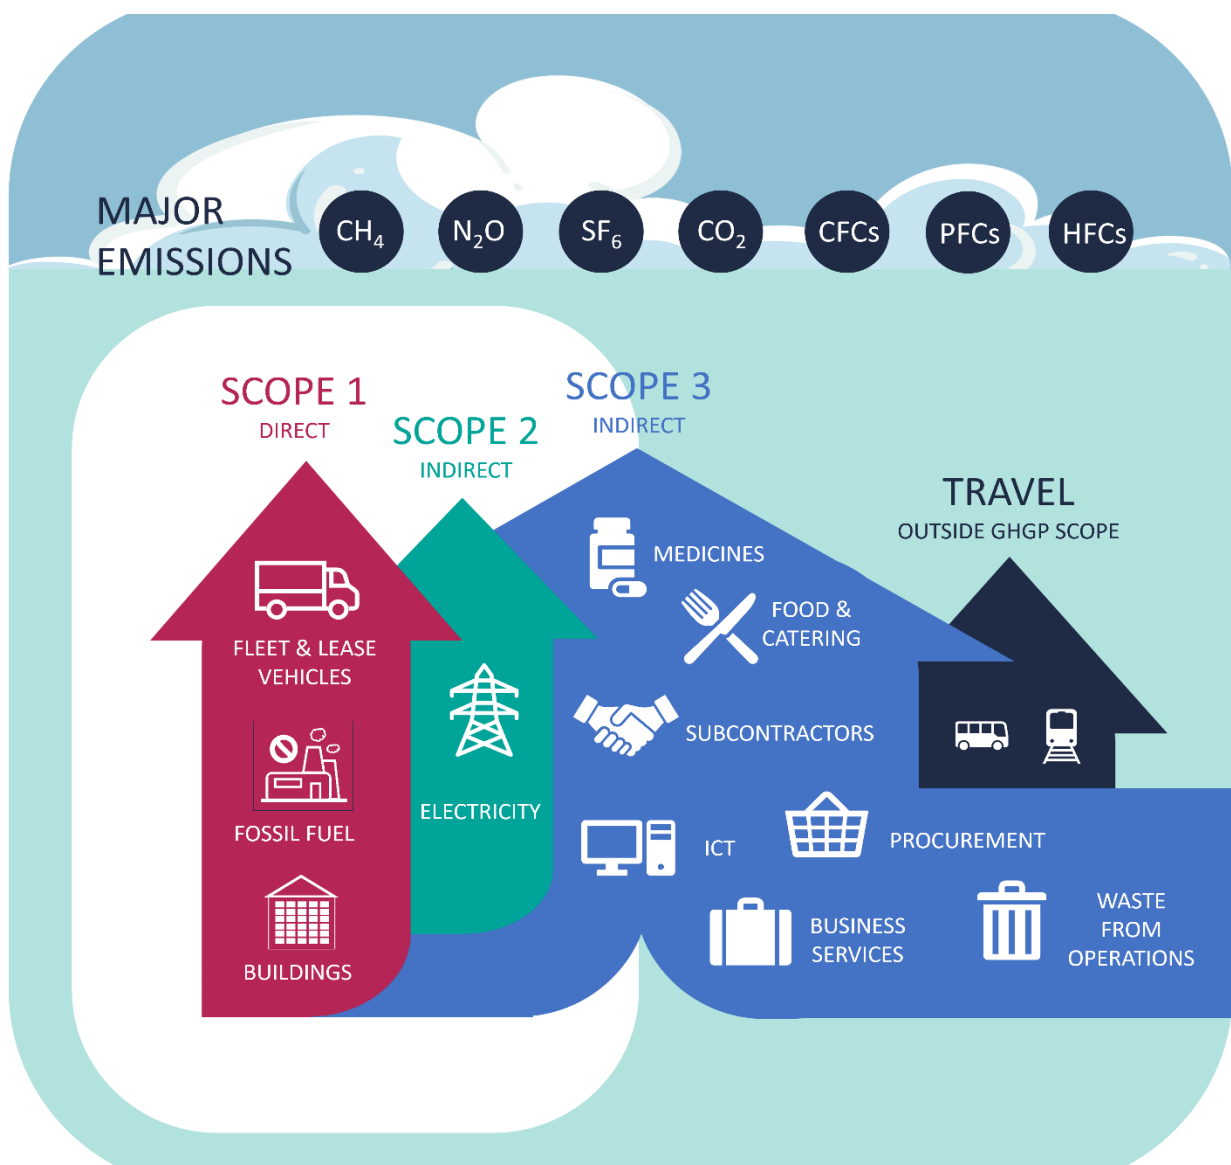 MAJOR
EMISSIONS
CH₄
N₂O
SF₆
CO₂
CFCs
PFCs
HFCs
SCOPE 1
DIRECT
FLEET & LEASE
VEHICLES
FOSSIL FUEL
BUILDINGS
SCOPE 2
INDIRECT
ELECTRICITY
SCOPE 3
INDIRECT
MEDICINES
FOOD &
CATERING
SUBCONTRACTORS
ICT
PROCUREMENT
BUSINESS
SERVICES
WASTE
FROM
OPERATIONS
TRAVEL
OUTSIDE GHGP SCOPE